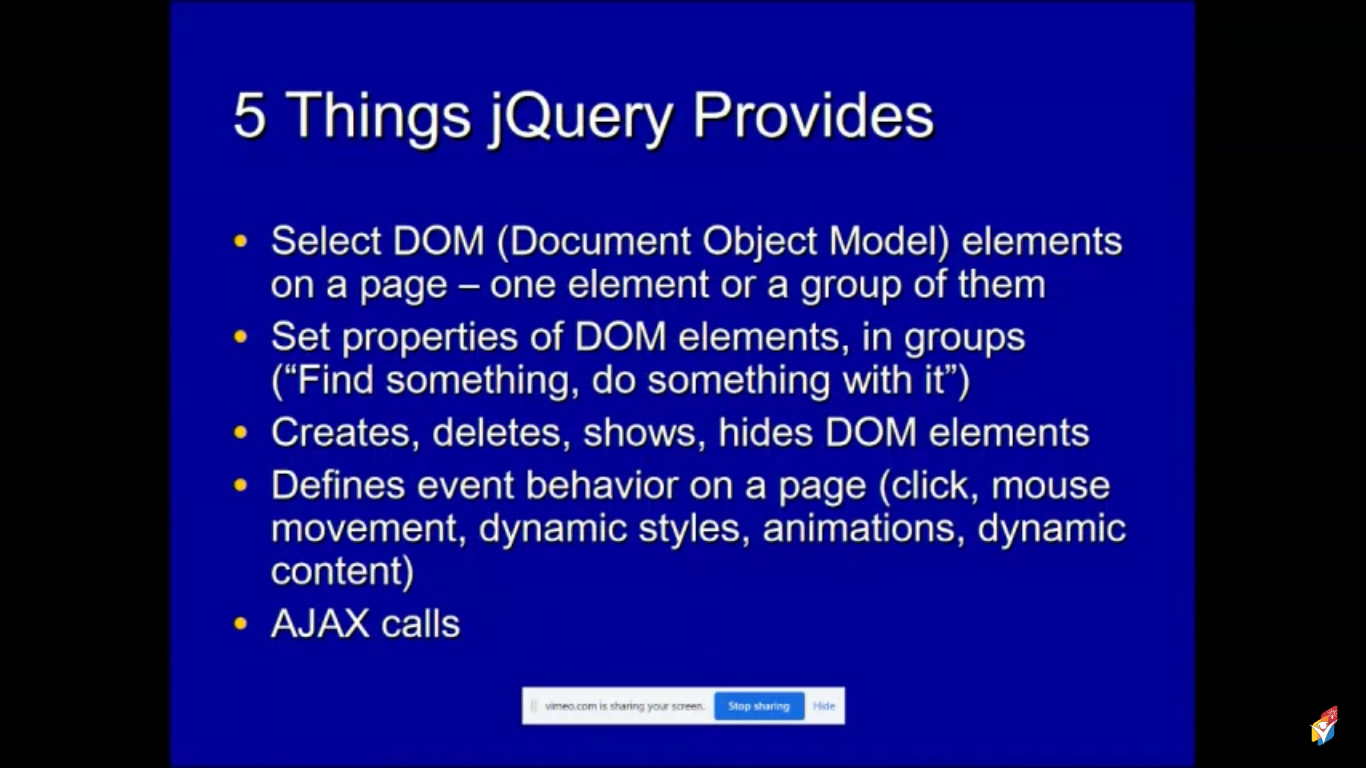 5 Things jQuery Provides
• Select DOM (Document Object Model) elements
on a page – one element or a group of them
• Set properties of DOM elements, in groups
(“Find something, do something with it”)
• Creates, deletes, shows, hides DOM elements
• Defines event behavior on a page (click, mouse
movement, dynamic styles, animations, dynamic
content)
• AJAX calls
vimeo.com is sharing your screen. Stop sharing Hide